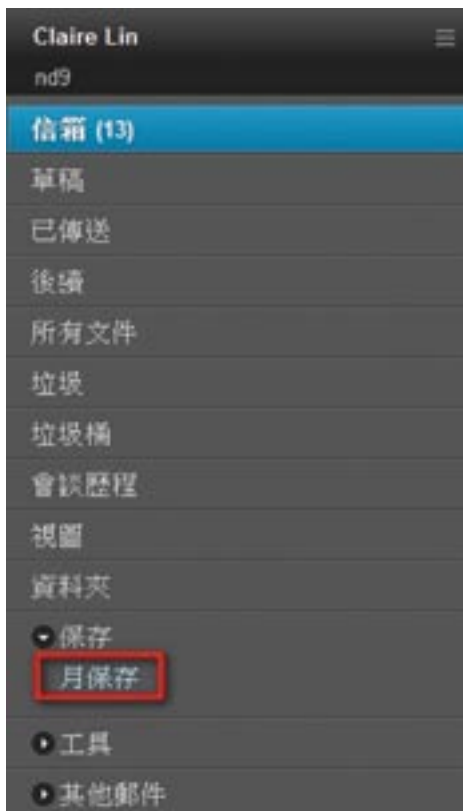 Claire Lin
nd9
信箱 (13)
草稿
已傳送
後續
所有文件
垃圾
垃圾桶
會談歷程
視圖
資料夾
保存
月保存
工具
其他郵件